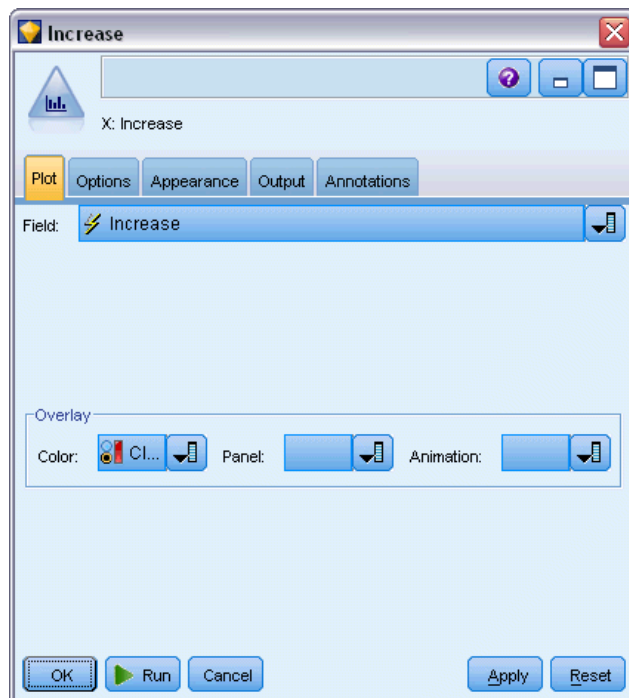 Increase
X: Increase
Plot Options Appearance Output Annotations
Field: Increase
Overlay
Color: Cl... Panel: Animation:
OK Run Cancel Apply Reset